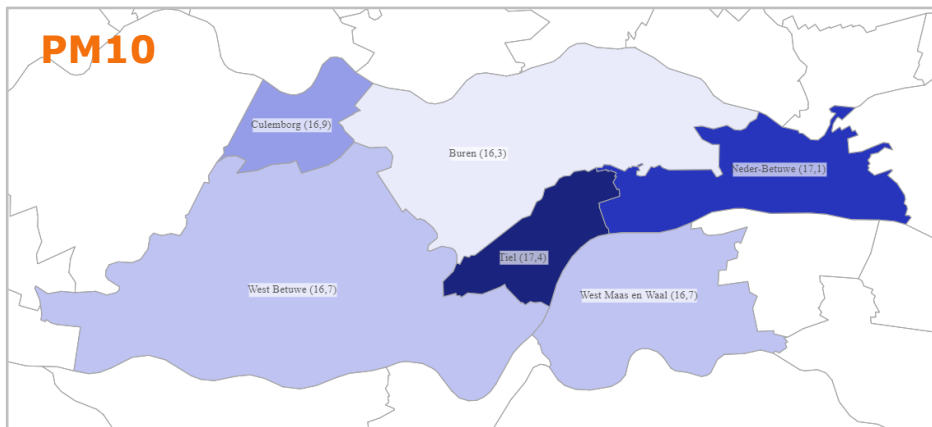 PM10
Culemborg (16,9)
Buren (16,3)
Neder-Betuwe (17,1)
Tiel (17,4)
West Betuwe (16,7)
West Maas en Waal (16,7)